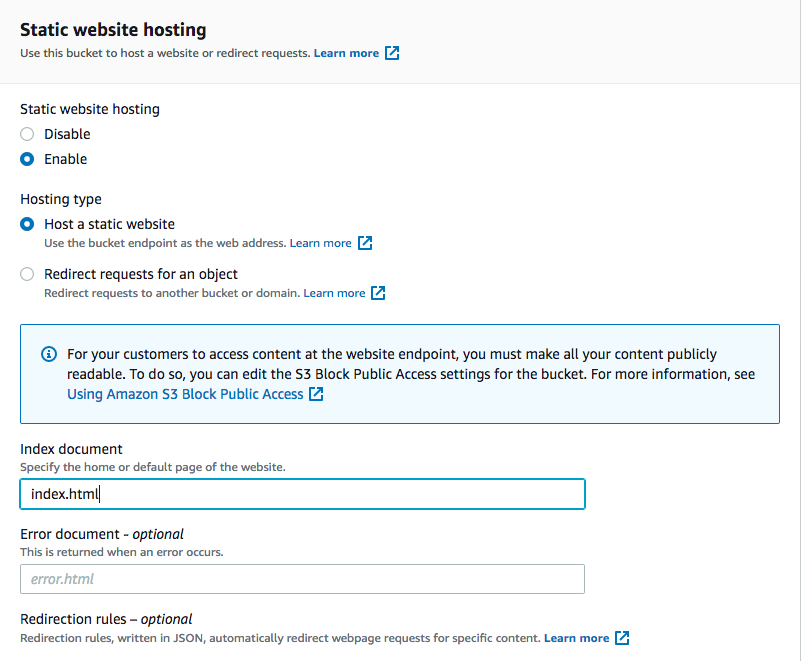 Static website hosting
Use this bucket to host a website or redirect requests. Learn more
Static website hosting
Disable
Enable
Hosting type
Host a static website
Use the bucket endpoint as the web address. Learn more
Redirect requests for an object
Redirect requests to another bucket or domain. Learn more
For your customers to access content at the website endpoint, you must make all your content publicly
readable. To do so, you can edit the S3 Block Public Access settings for the bucket. For more information, see
Using Amazon S3 Block Public Access
Index document
Specify the home or default page of the website.
index.html
Error document - optional
This is returned when an error occurs.
error.html
Redirection rules – optional
Redirection rules, written in JSON, automatically redirect webpage requests for specific content. Learn more